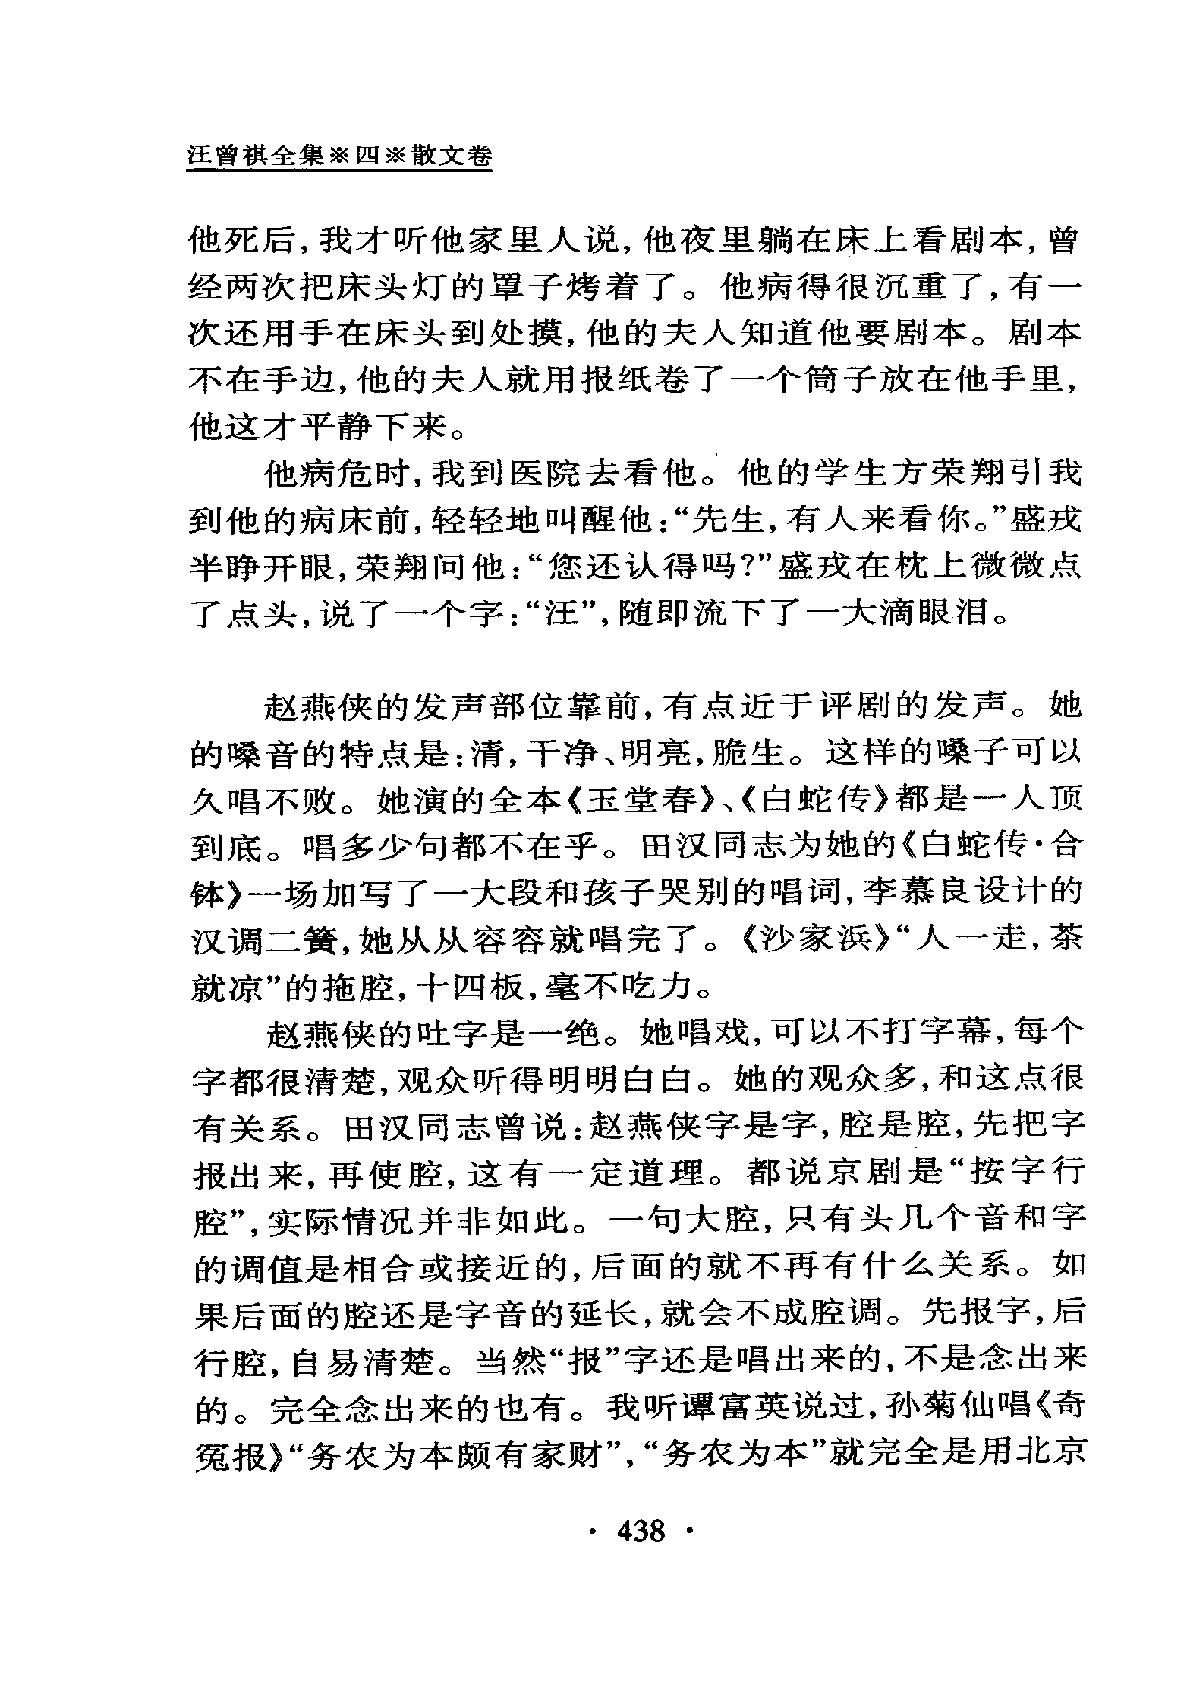 汪曾祺全集※四※散文卷
他死后,我才听他家里人说,他夜里躺在床上看剧本,曾
经两次把床头灯的罩子烤着了。他病得很沉重了,有一
次还用手在床头到处摸,他的夫人知道他要剧本。剧本
不在手边,他的夫人就用报纸卷了一个筒子放在他手里,
他这才平静下来。
他病危时,我到医院去看他。他的学生方荣翔引我
到他的病床前,轻轻地叫醒他:“先生,有人来看你。”盛戎
半睁开眼,荣翔问他:“您还认得吗?”盛戎在枕上微微点
了点头,说了一个字:“汪”,随即流下了一大滴眼泪。
赵燕侠的发声部位靠前,有点近于评剧的发声。她
的嗓音的特点是:清,干净、明亮,脆生。这样的嗓子可以
久唱不败。她演的全本《玉堂春》、《白蛇传》都是一人顶
到底。唱多少句都不在乎。田汉同志为她的《白蛇传·合
钵》一场加写了一大段和孩子哭别的唱词,李慕良设计的
汉调二簧,她从从容容就唱完了。《沙家浜》“人一走,茶
就凉”的拖腔,十四板,毫不吃力。
赵燕侠的吐字是一绝。她唱戏,可以不打字幕,每个
字都很清楚,观众听得明明白白。她的观众多,和这点很
有关系。田汉同志曾说:赵燕侠字是字,腔是腔,先把字
报出来,再使腔,这有一定道理。都说京剧是“按字行
腔”,实际情况并非如此。一句大腔,只有头几个音和字
的调值是相合或接近的,后面的就不再有什么关系。如
果后面的腔还是字音的延长,就会不成腔调。先报字,后
行腔,自易清楚。当然“报”字还是唱出来的,不是念出来
的。完全念出来的也有。我听谭富英说过,孙菊仙唱《奇
冤报》“务农为本颇有家财”,“务农为本”就完全是用北京
· 438 ·